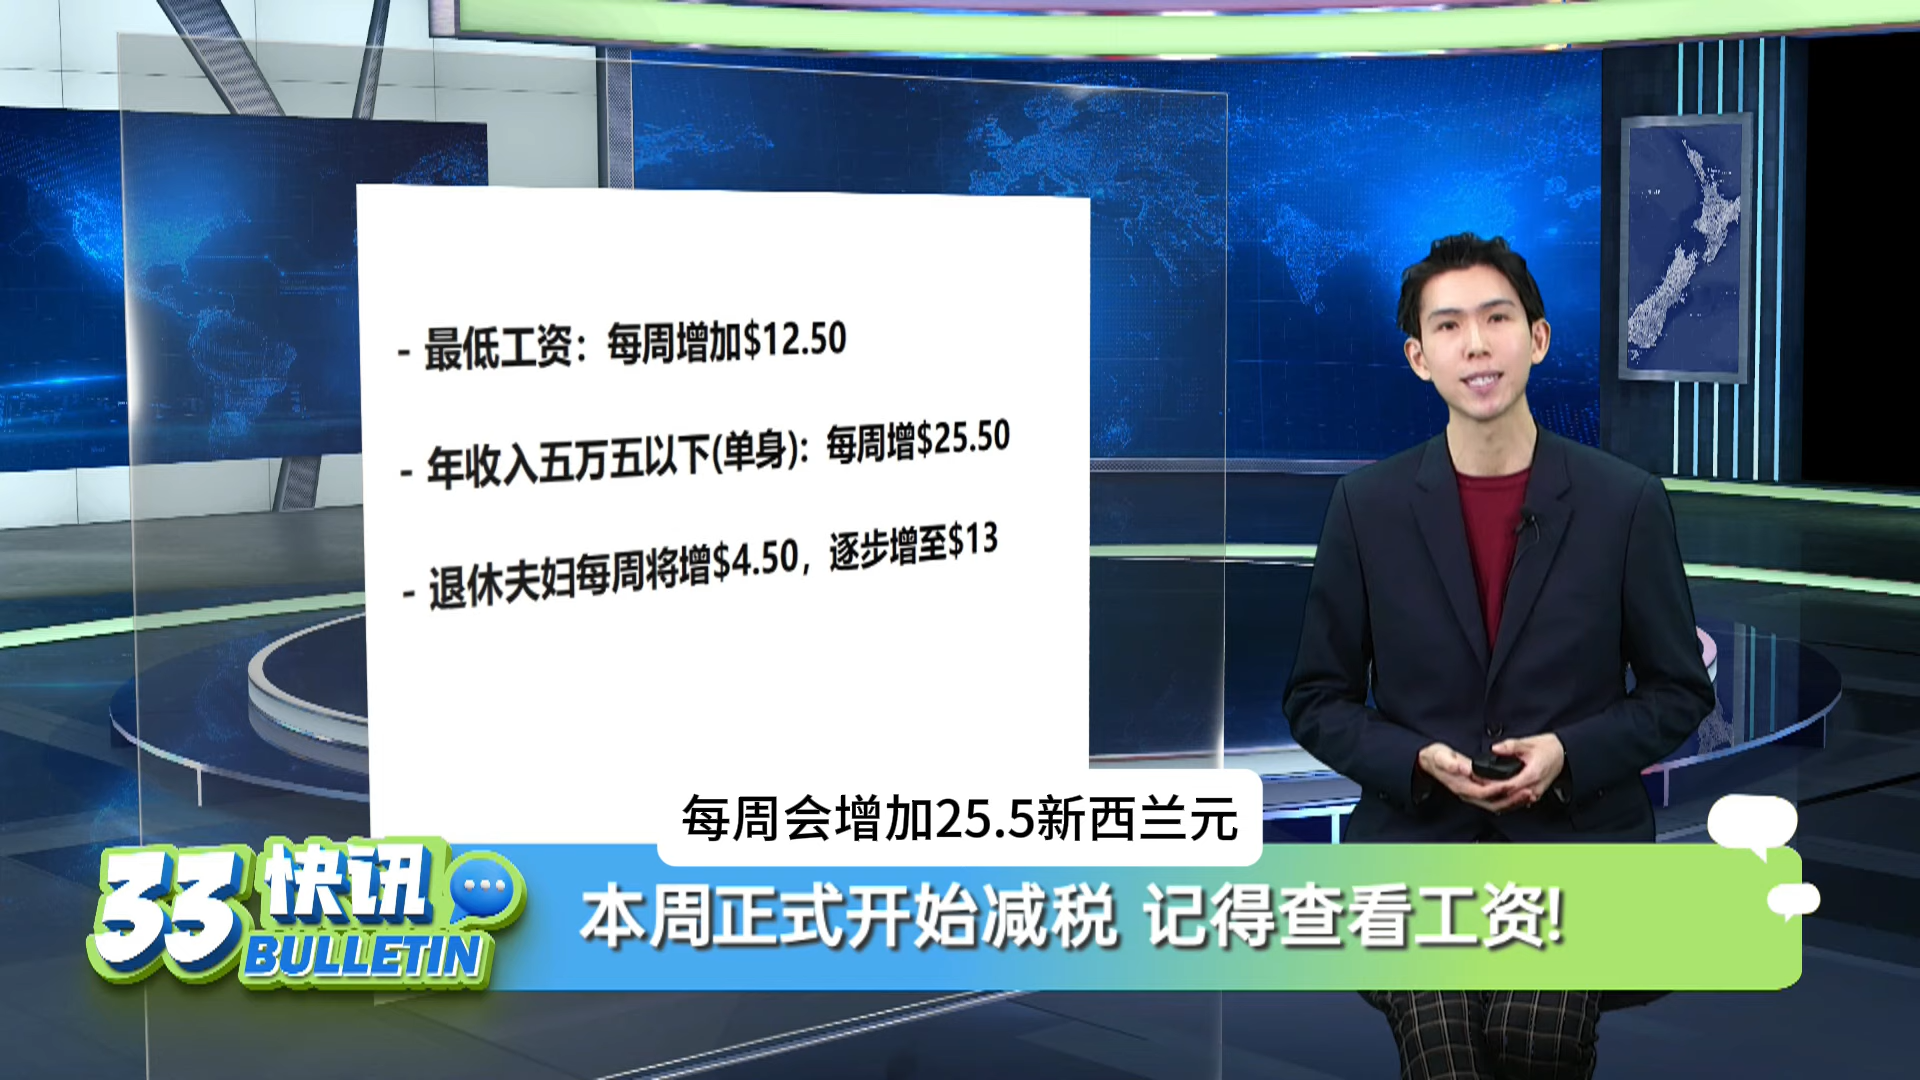 - 最低工资：每周增加$12.50
- 年收入五万五以下(单身)：每周增$25.50
- 退休夫妇每周将增$4.50，逐步增至$13
每周会增加25.5新西兰元
33 快讯
BULLETIN
本周正式开始减税 记得查看工资!